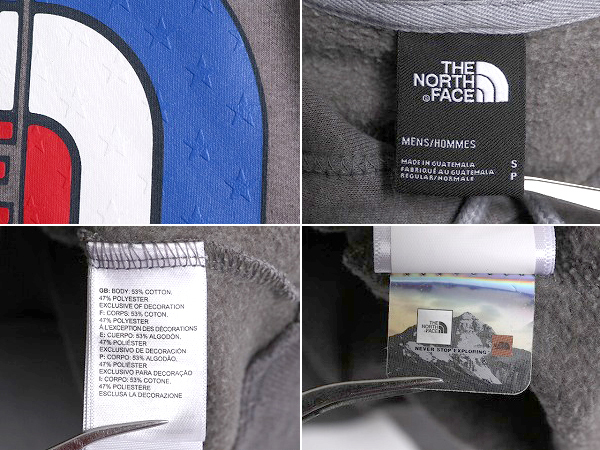 THE
NORTH
FACE
MENS/HOMMES
MADE IN GUATEMALA
FABRIQUÉ AU GUATEMALA
REGULAR/NORMALE
S
P
GB: BODY: 53% COTTON,
47% POLYESTER
EXCLUSIVE OF DECORATION
F: CORPS: 53% COTON,
47% POLYESTER
À L'EXCEPTION DES DÉCORATIONS
E: CUERPO: 53% ALGODÓN,
47% POLIÉSTER
EXCLUSIVO DE DECORACIÓN
P: CORPO: 53% ALGODÃO,
47% POLIÉSTER
EXCLUSIVO PARA DECORAÇÃO
I: CORPO: 53% COTONE,
47% POLIESTERE
ESCLUSA LA DECORAZIONE
THE
NORTH
FACE
NEVER STOP EXPLORING